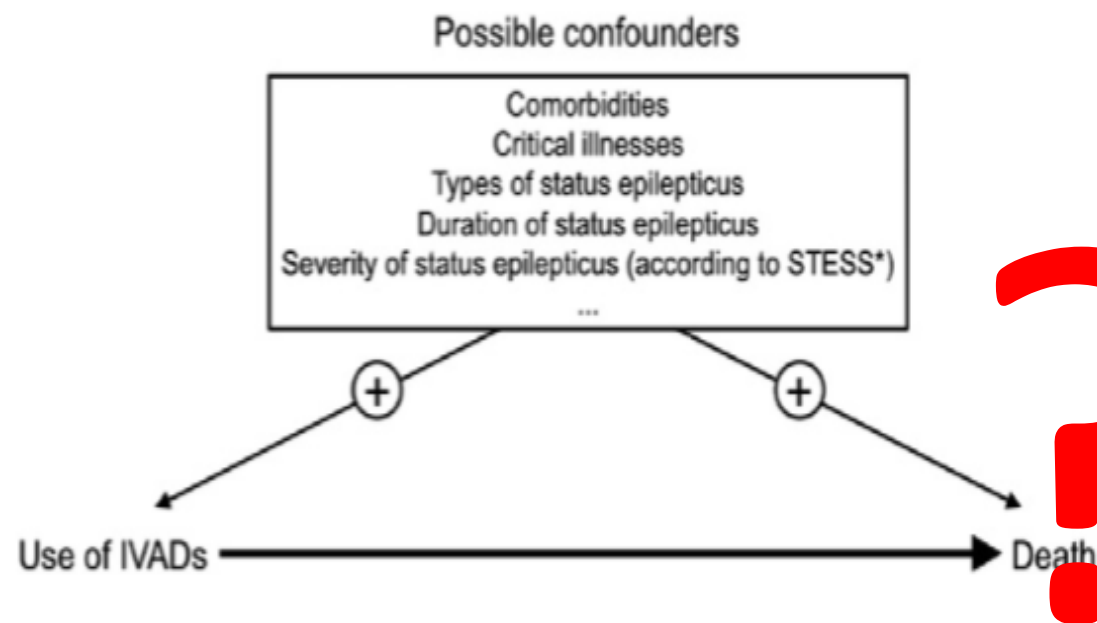 Possible confounders
Comorbidities
Critical illnesses
Types of status epilepticus
Duration of status epilepticus
Severity of status epilepticus (according to STESS*)
...
+ +
Use of IVADs Death